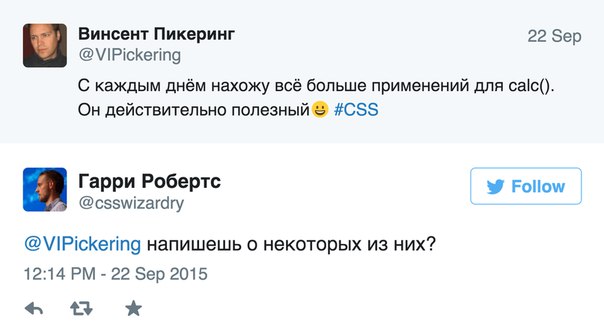 Винсент Пикеринг
22 Sep
@VIPickering
С каждым днём нахожу всё больше применений для calc().
Он действительно полезный😀 #CSS
Гарри Робертс
Follow
@csswizardry
@VIPickering напишешь о некоторых из них?
12:14 PM - 22 Sep 2015